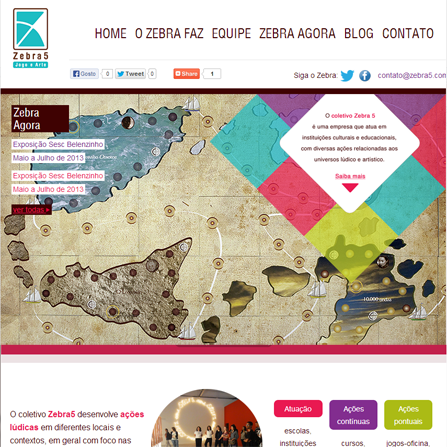 Zebra5
Jogo e Arte
HOME O ZEBRA FAZ EQUIPE ZEBRA AGORA BLOG CONTATO
Gosto 0 Tweet 0 Share 1 Siga o Zebra: contato@zebra5.com
Zebra
Agora
Exposição Sesc Belenzinho
Maio a Julho de 2013
Exposição Sesc Belenzinho
Maio a Julho de 2013
ver todas
O coletivo Zebra 5
é uma empresa que atua em
instituições culturais e educacionais,
com diversas ações relacionadas aos
universos lúdico e artístico.
Saiba mais
10.000 pintar
O coletivo Zebra5 desenvolve ações
lúdicas em diferentes locais e
contextos, em geral com foco nas
Atuação
escolas,
instituições
Ações
contínuas
cursos,
Ações
pontuais
jogos-oficina,